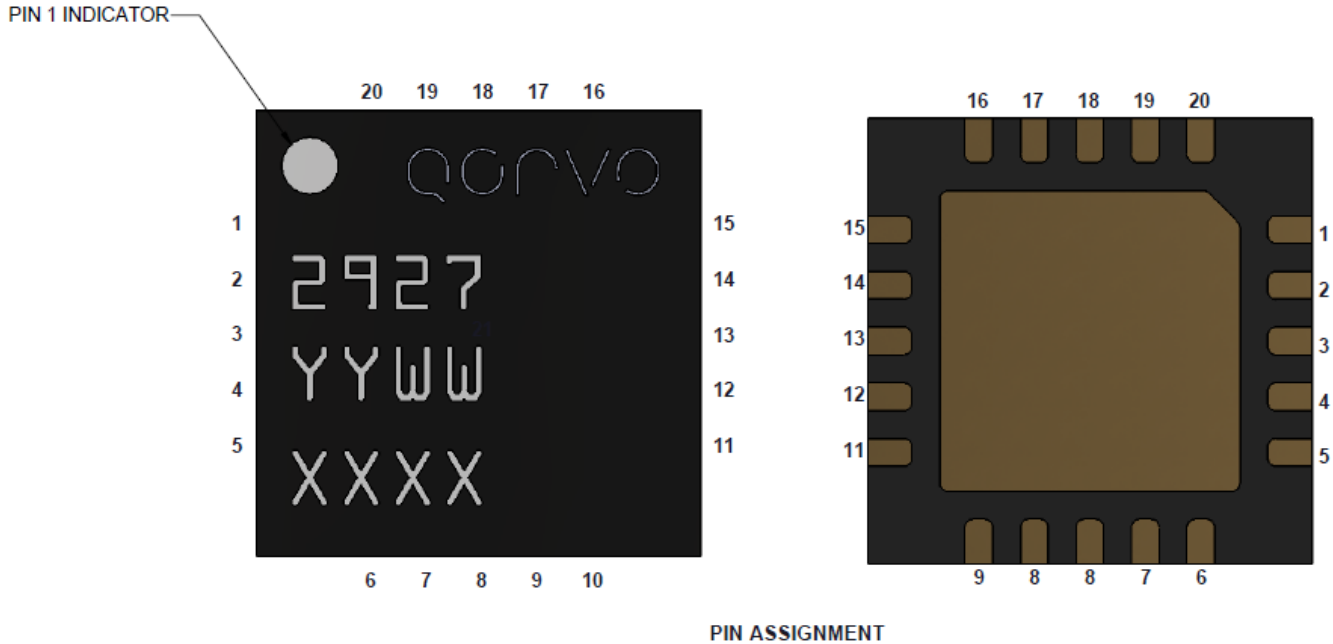 PIN 1 INDICATOR
20 19 18 17 16
16 17 18 19 20
QORVO
1 15
15 1
2927
2 14
14 2
21
3 13
13 3
YYWW
4 12
12 4
5 11
11 5
XXXX
6 7 8 9 10
9 8 8 7 6
PIN ASSIGNMENT